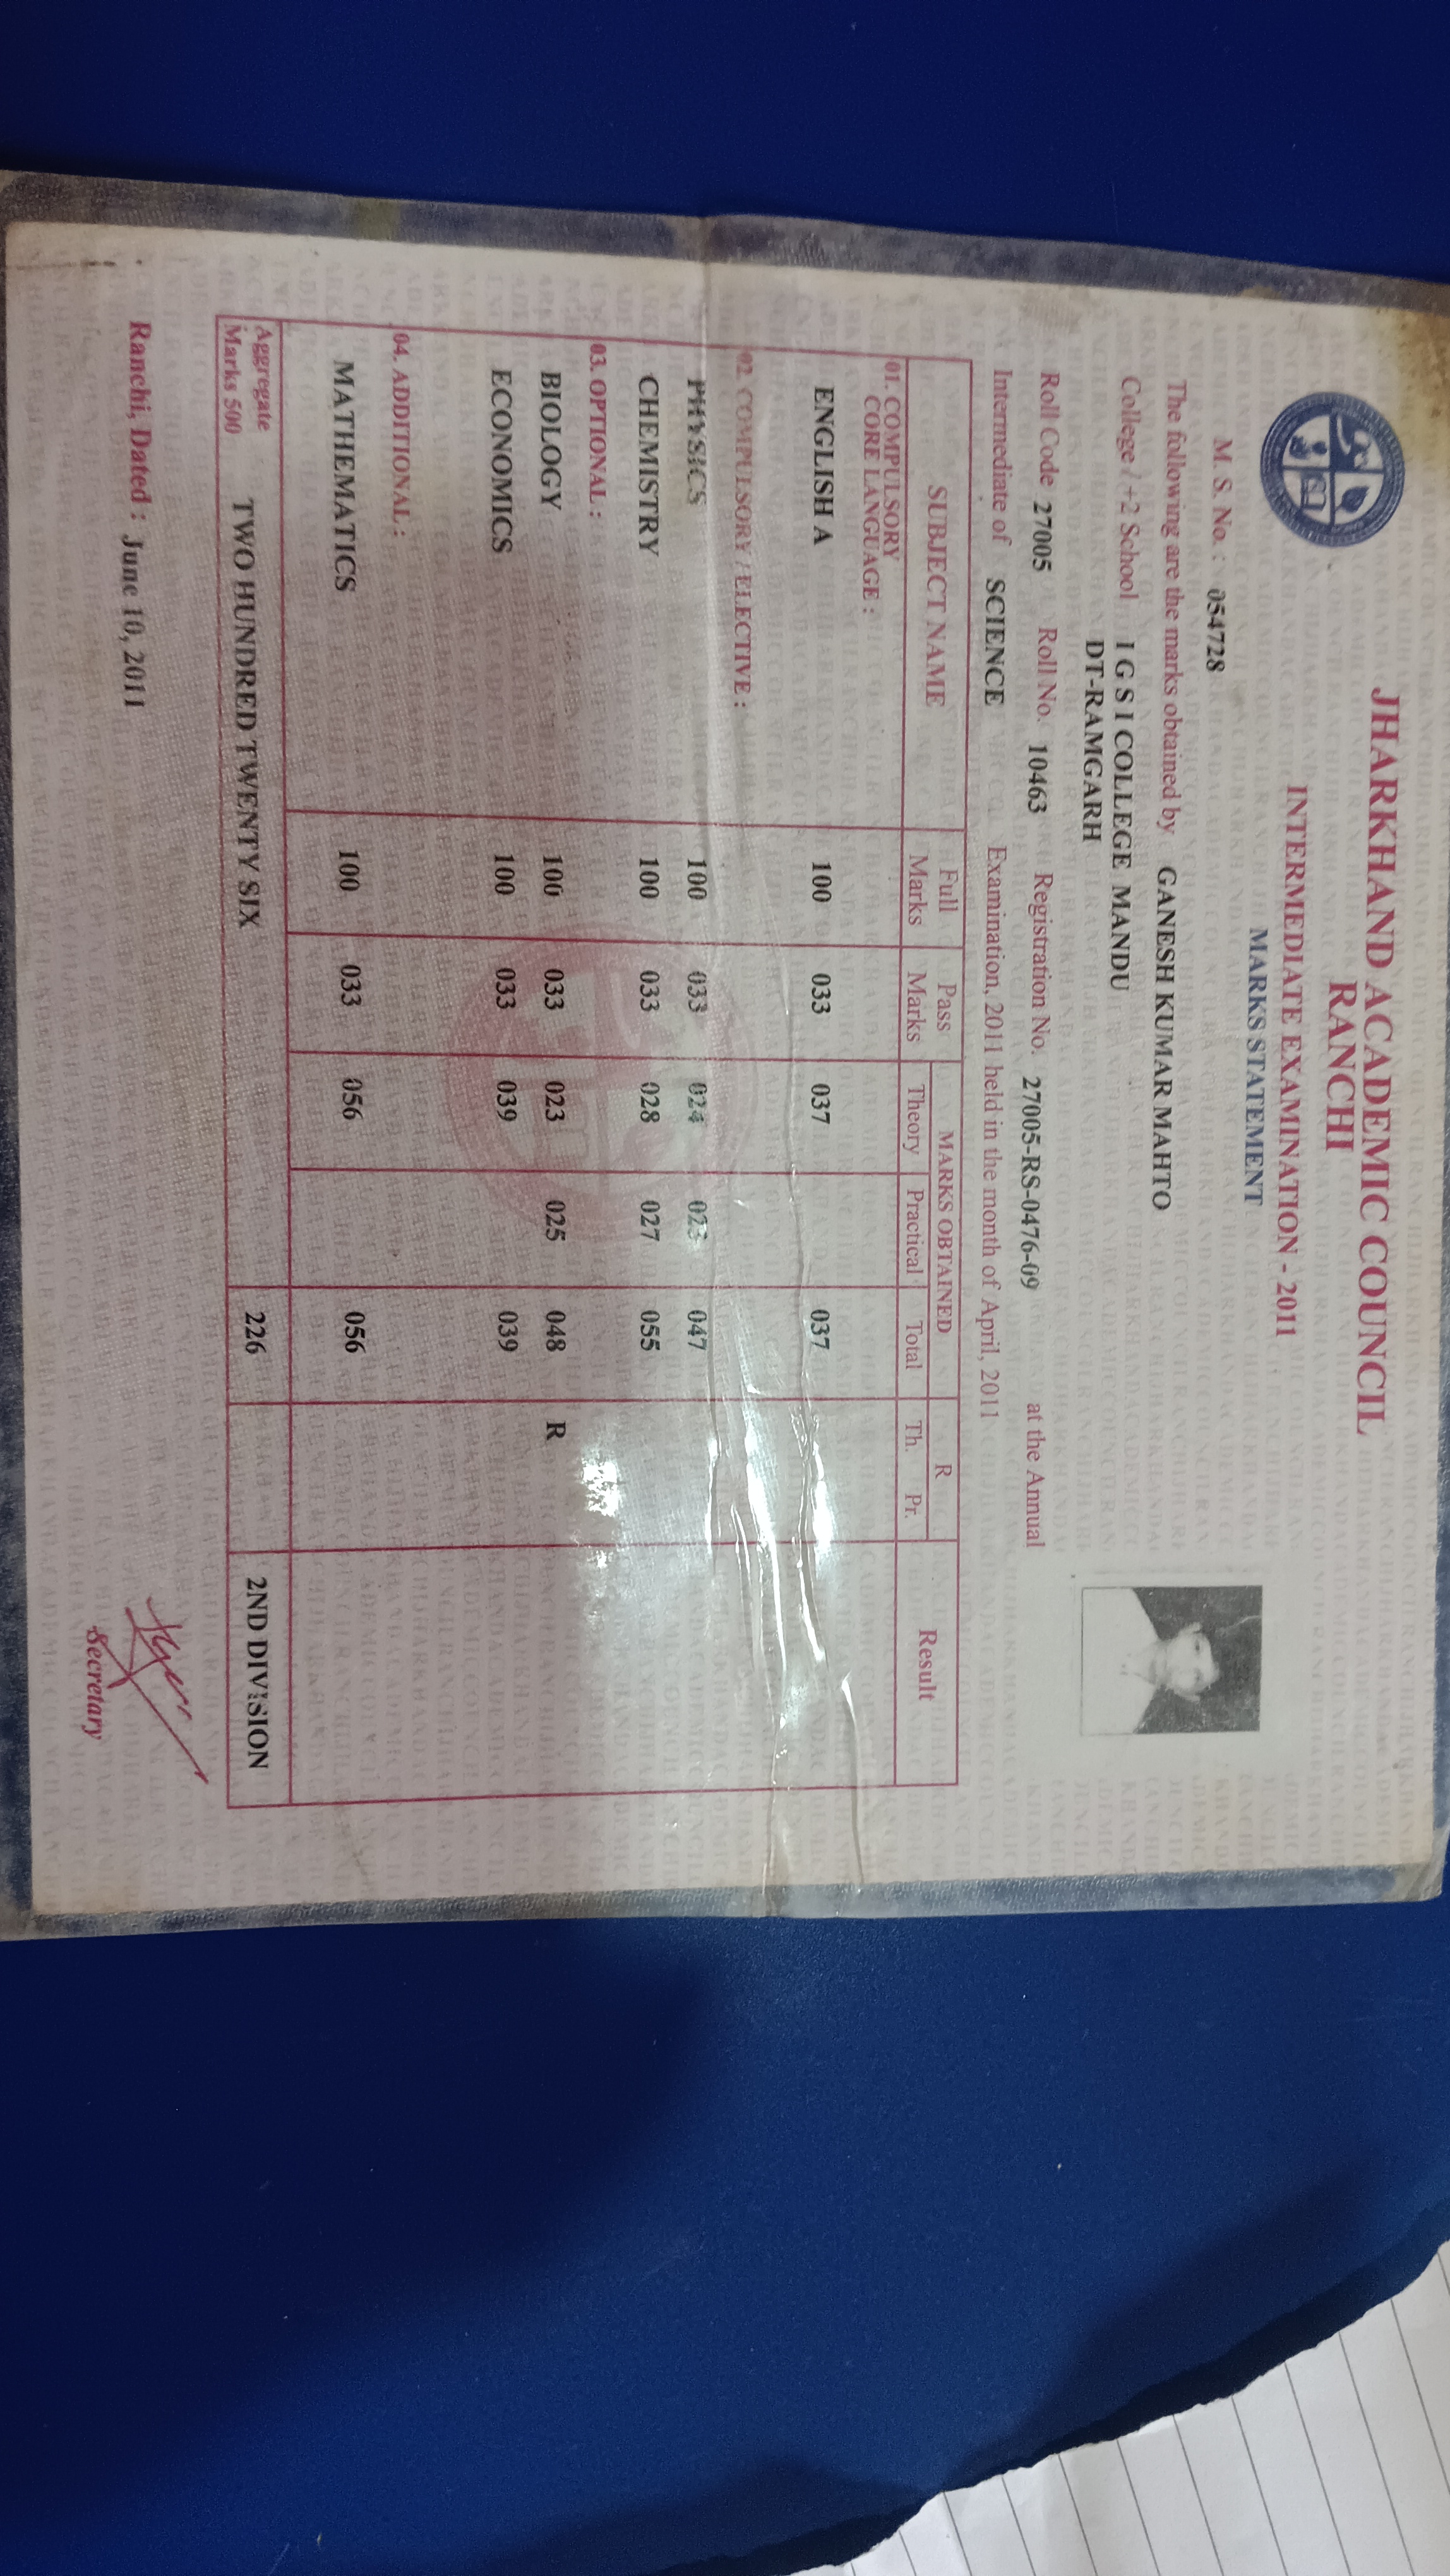 JHARKHAND ACADEMIC COUNCIL
RANCHI
INTERMEDIATE EXAMINATION - 2011
MARKS STATEMENT
M. S. No. : 054728
The following are the marks obtained by GANESH KUMAR MAHTO
College / +2 School I G S I COLLEGE MANDU
DT-RAMGARH
Roll Code 27005 Roll No. 10463 Registration No. 27005-RS-0476-09 at the Annual
Intermediate of SCIENCE Examination, 2011 held in the month of April, 2011
SUBJECT NAME Full Marks Pass Marks MARKS OBTAINED R Result
Theory Practical Total Th. Pr.
01. COMPULSORY
CORE LANGUAGE :
ENGLISH A 100 033 037 037
02. COMPULSORY / ELECTIVE :
PHYSICS 100 033 024 023 047
CHEMISTRY 100 033 028 027 055
03. OPTIONAL :
BIOLOGY 100 033 023 025 048 R
ECONOMICS 100 033 039 039
04. ADDITIONAL :
MATHEMATICS 100 033 056 056
Aggregate
Marks 500 TWO HUNDRED TWENTY SIX 226 2ND DIVISION
Ranchi, Dated : June 10, 2011
Secretary